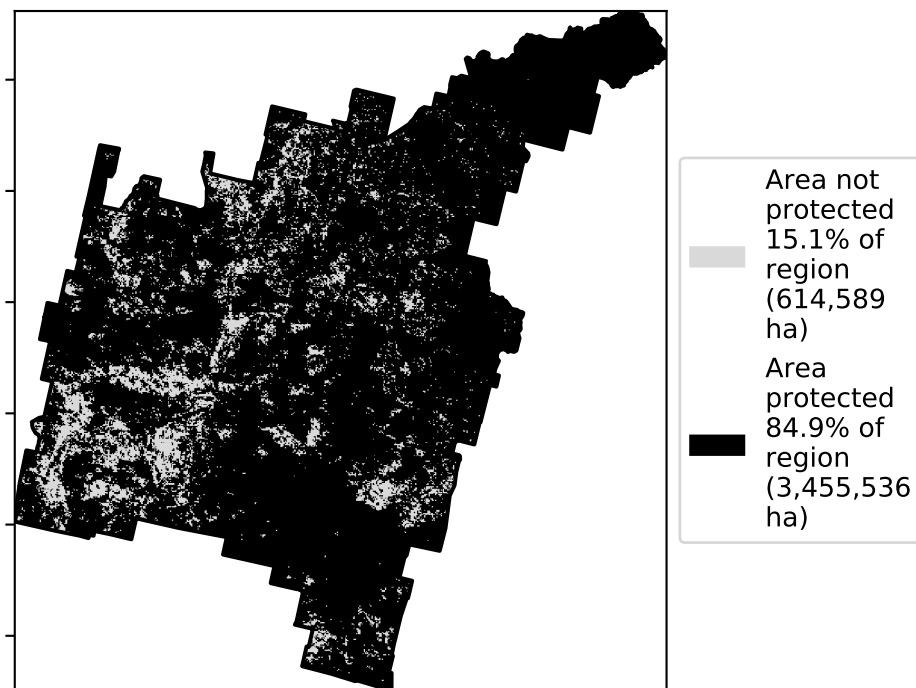 Area not
protected
15.1% of
region
(614,589
ha)
Area
protected
84.9% of
region
(3,455,536
ha)